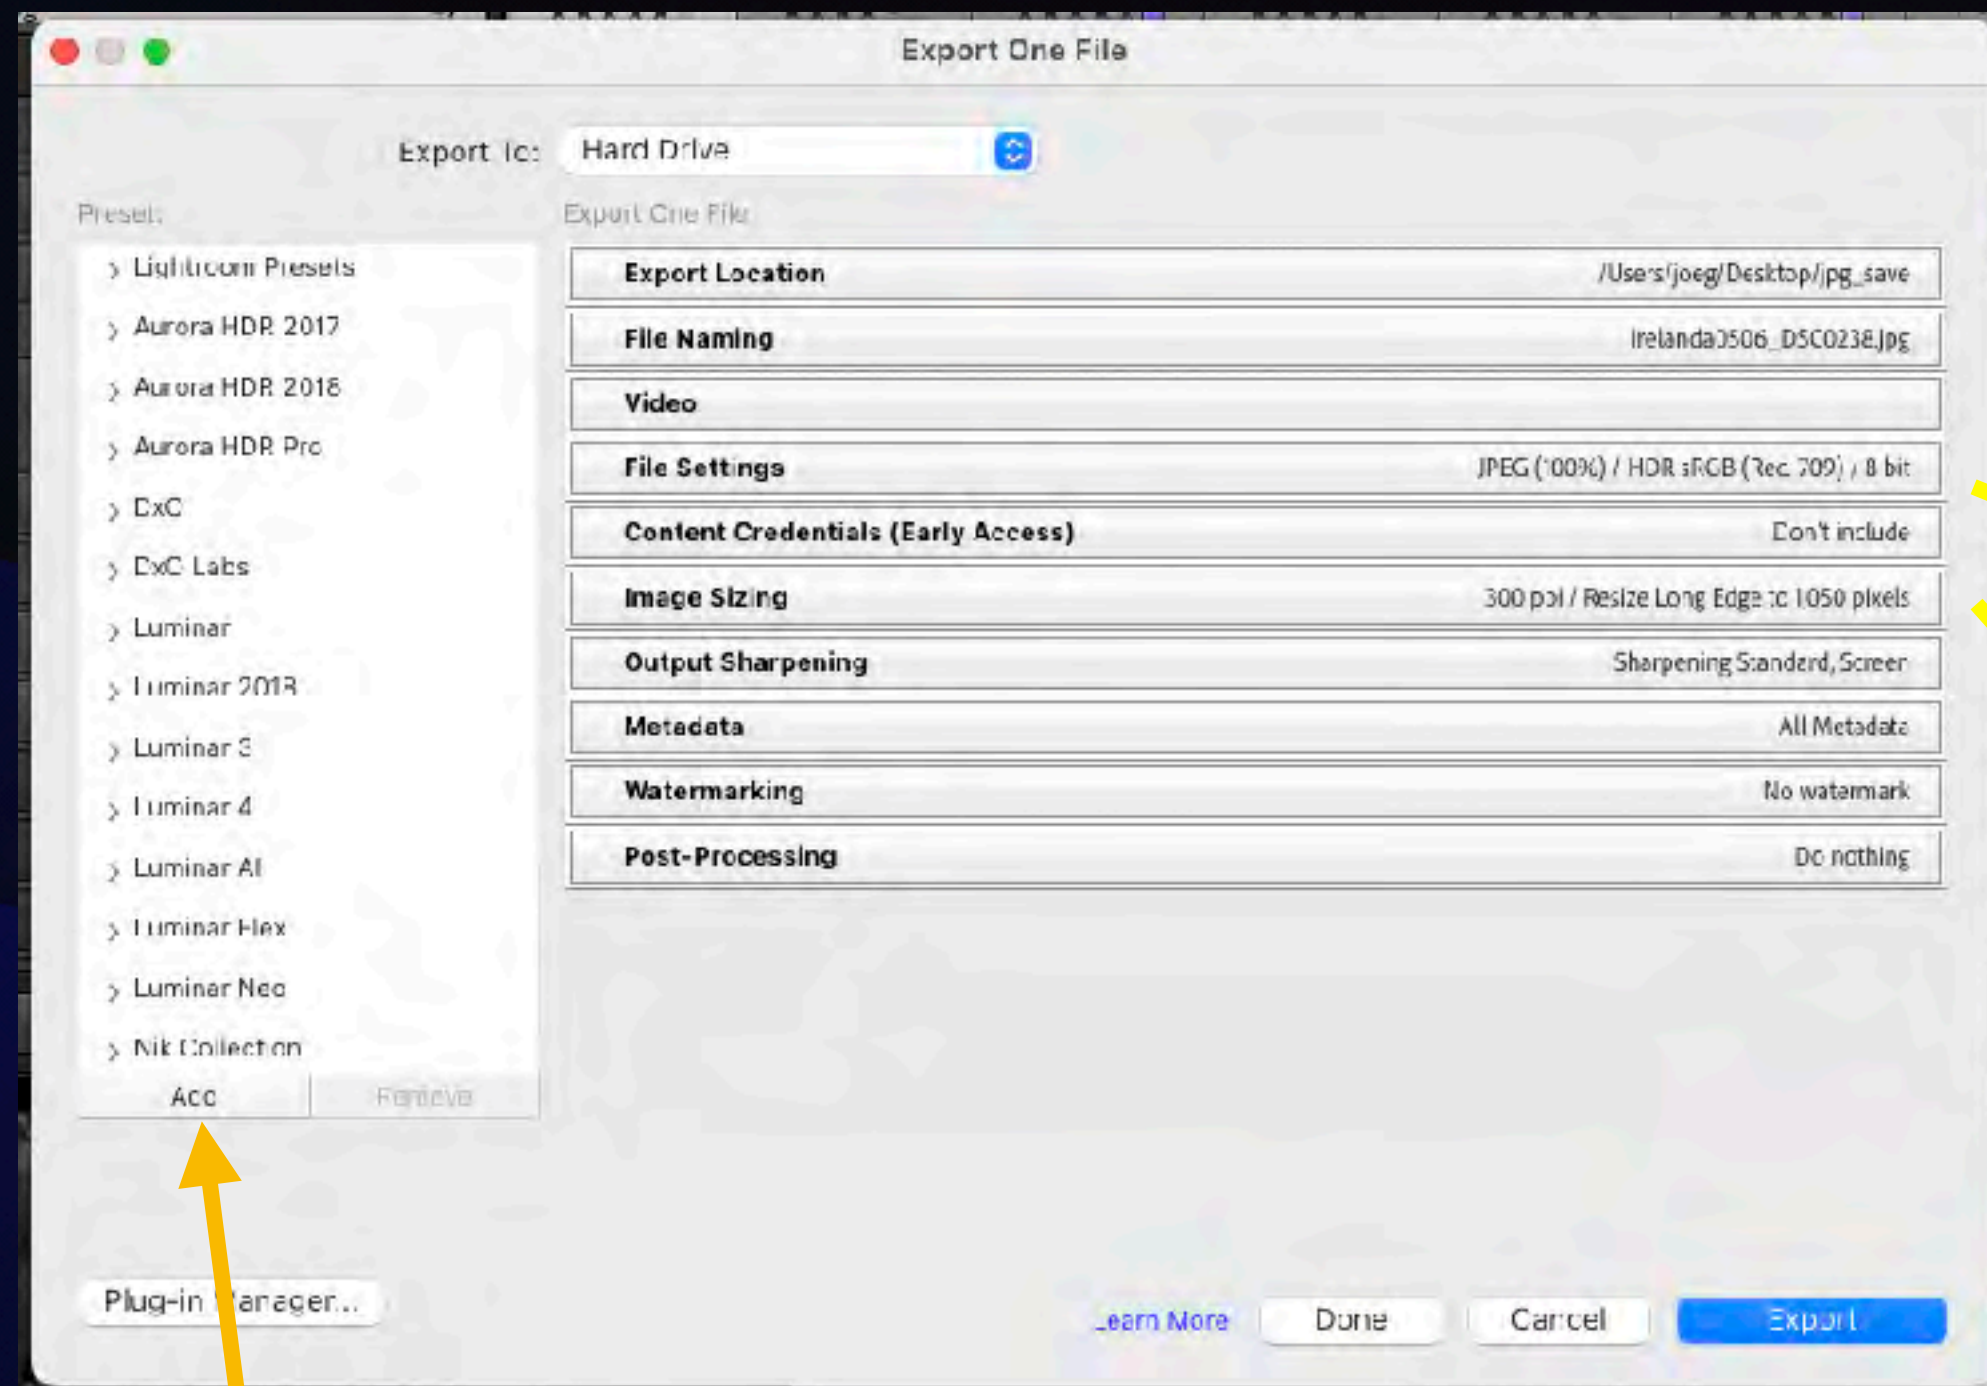 Export One File
Export To: Hard Drive
Preset:
Export One File
Lightroom Presets
Aurora HDR 2017
Aurora HDR 2018
Aurora HDR Pro
DxO
DxO Labs
Luminar
Luminar 2018
Luminar 3
Luminar 4
Luminar AI
Luminar Flex
Luminar Neo
Nik Collection
Add Remove
Export Location /Users/joeg/Desktop/jpg_save
File Naming Irelanda0506_DSC0238.jpg
Video
File Settings JPEG (100%) / HDR sRGB (Rec. 709) / 8 bit
Content Credentials (Early Access) Don't include
Image Sizing 300 ppi / Resize Long Edge to 1050 pixels
Output Sharpening Sharpening Standard, Screen
Metadata All Metadata
Watermarking No watermark
Post-Processing Do nothing
Plug-in Manager...
Learn More Done Cancel Export